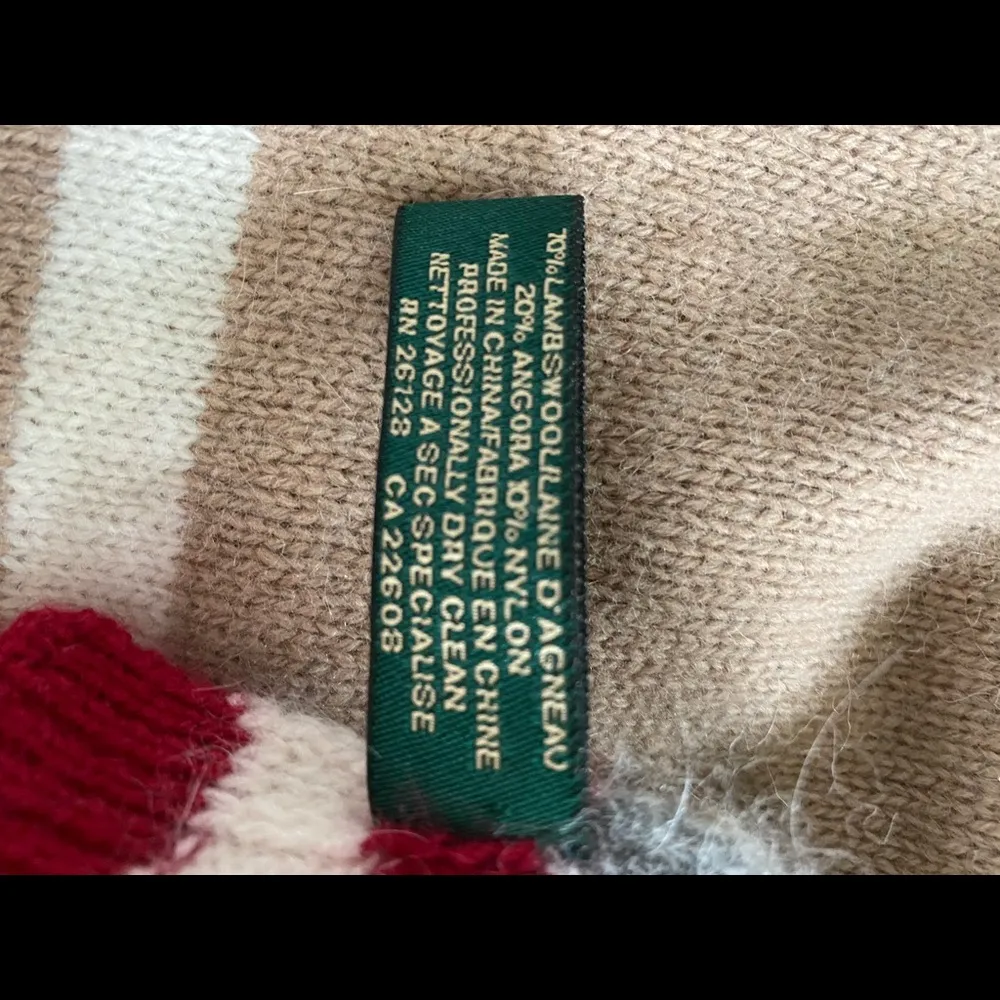 70% LAMBSWOOL/LAINE D'AGNEAU
20% ANGORA 10% NYLON
MADE IN CHINA/FABRIQUE EN CHINE
PROFESSIONALLY DRY CLEAN
NETTOYAGE A SEC SPECIALISE
RN 26128 CA 22608